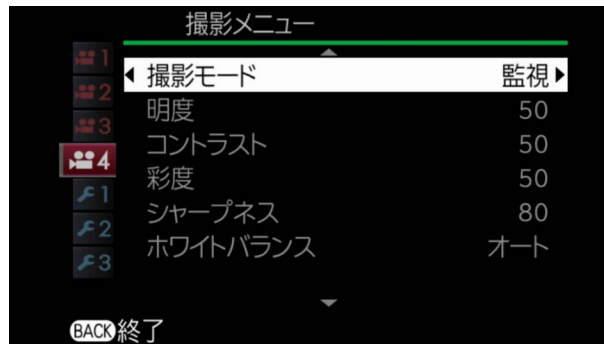 撮影メニュー
1
2
3
4
1
2
3
撮影モード 監視
明度 50
コントラスト 50
彩度 50
シャープネス 80
ホワイトバランス オート
BACK 終了